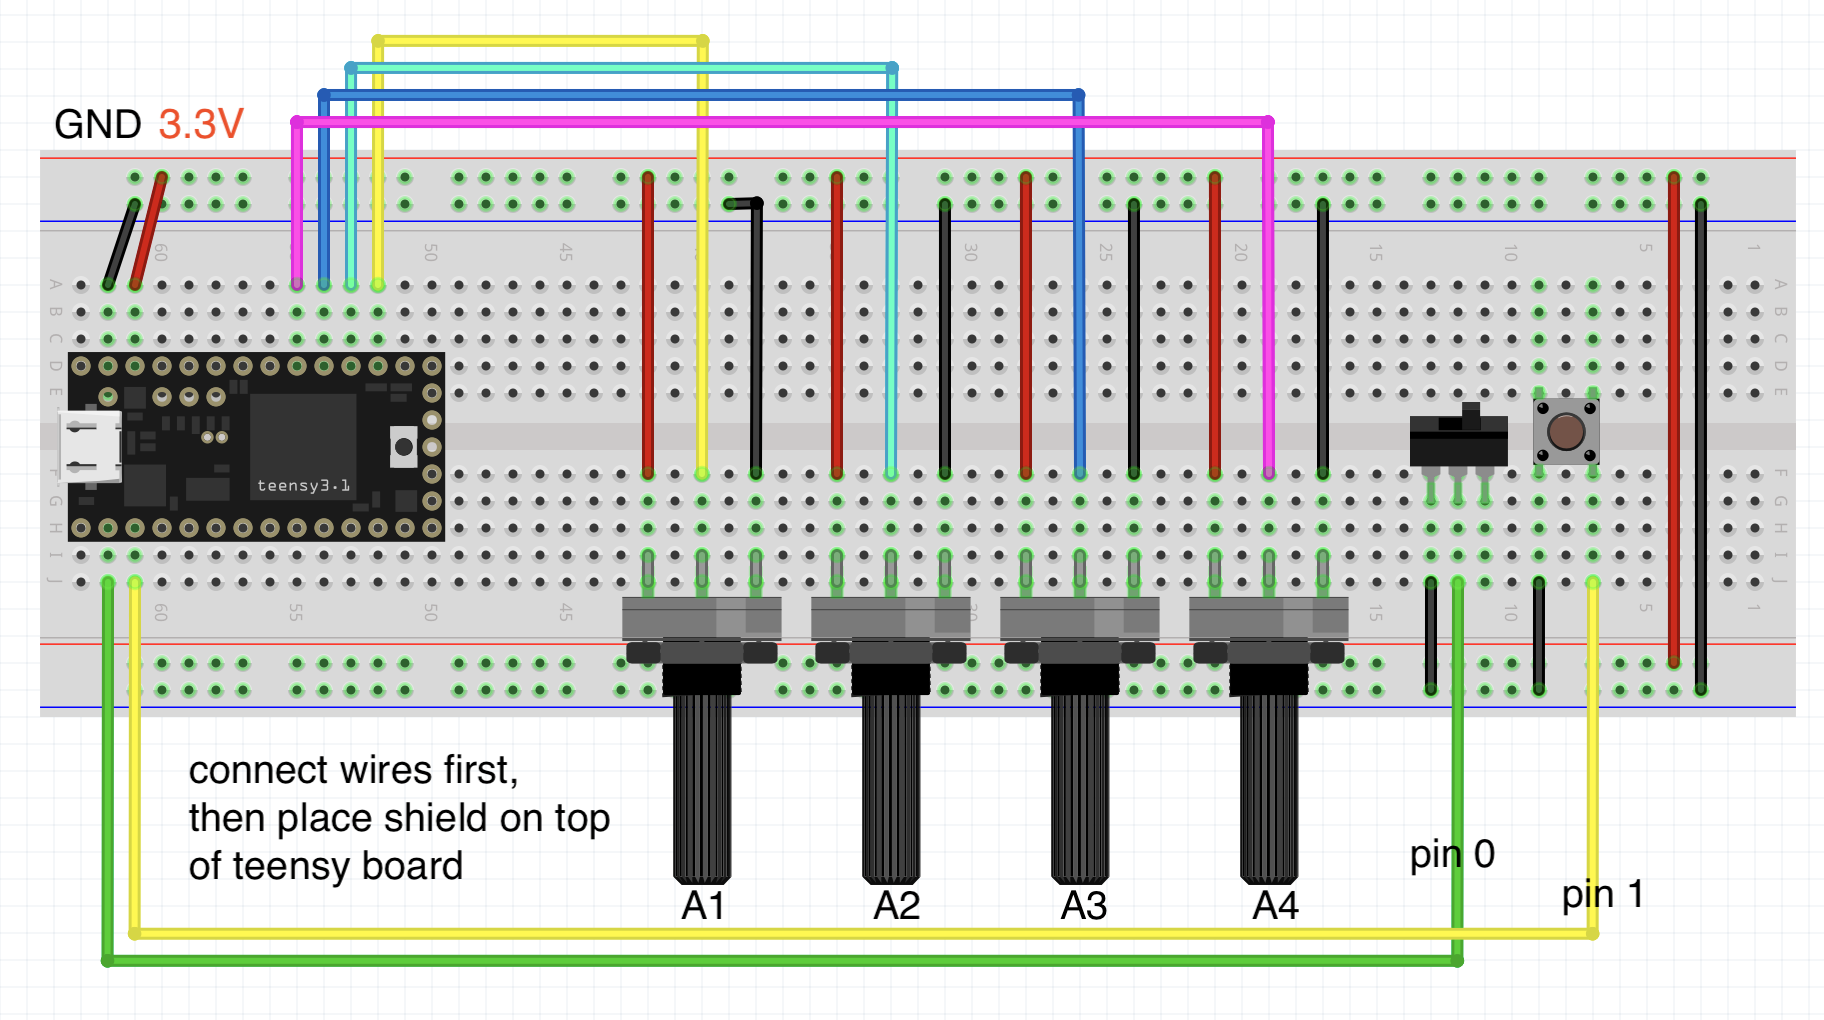 GND 3.3V
60 50 45 30 25 20 15 10 5 1
A A
B B
C C
D D
E E
F F
G G
H H
I I
J J
teensy3.1
60 55 50 45 15 10 5 1
connect wires first,
then place shield on top
of teensy board
pin 0
pin 1
A1 A2 A3 A4